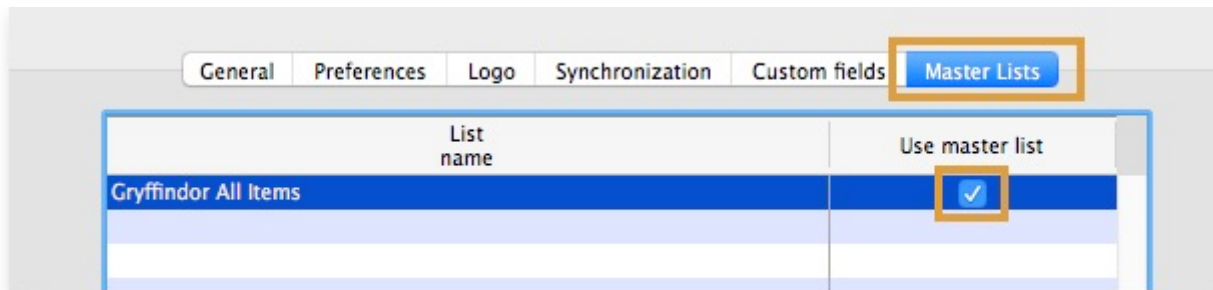 General Preferences Logo Synchronization Custom fields Master Lists
List
name
Use master list
Gryffindor All Items